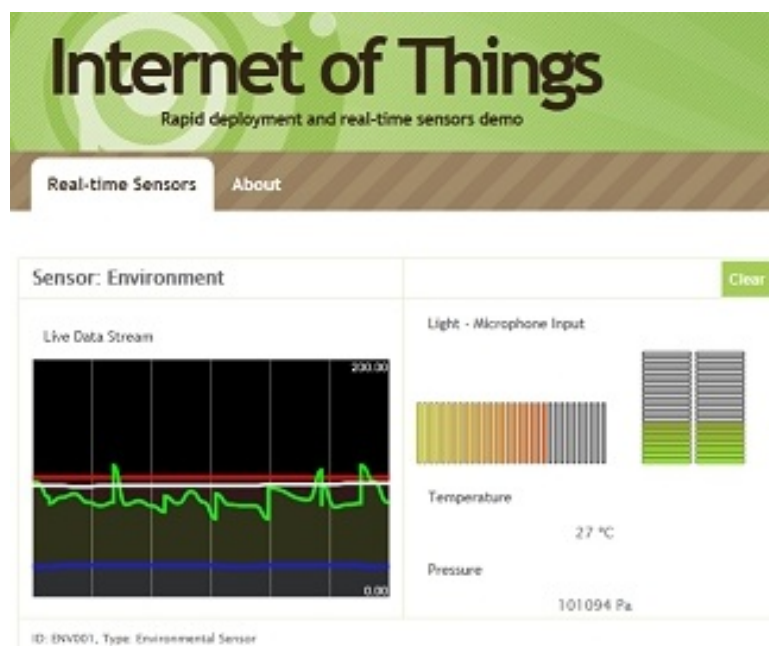 Internet of Things
Rapid deployment and real-time sensors demo
Real-time Sensors
About
Sensor: Environment
Clear
Live Data Stream
200.00
0.00
Light - Microphone Input
Temperature
27 °C
Pressure
101094 Pa
ID: ENV001, Type: Environmental Sensor